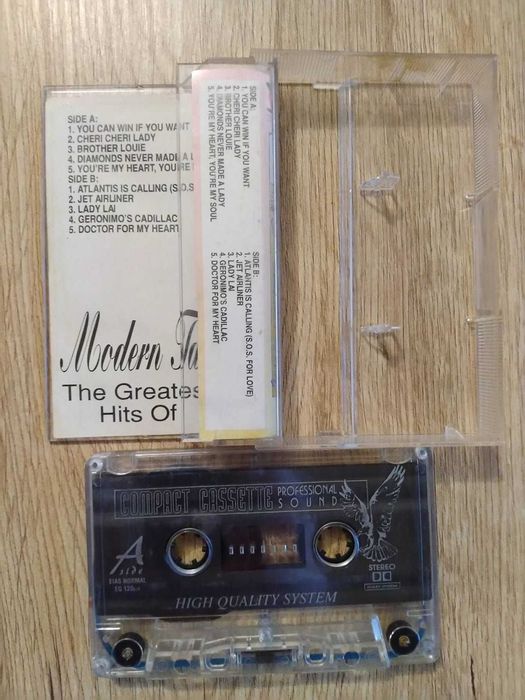 SIDE A:
1. YOU CAN WIN IF YOU WANT
2. CHERI CHERI LADY
3. BROTHER LOUIE
4. DIAMONDS NEVER MADE A L
5. YOU'RE MY HEART, YOU'RE
SIDE B:
1. ATLANTIS IS CALLING (S.O.S
2. JET AIRLINER
3. LADY LAI
4. GERONIMO'S CADILLAC
5. DOCTOR FOR MY HEART
Modern Ta
The Greates
Hits Of
SIDE A:
1. YOU CAN WIN IF YOU WANT
2. CHERI CHERI LADY
3. BROTHER LOUIE
4. DIAMONDS NEVER MADE A LADY
5. YOU'RE MY HEART, YOU'RE MY SOUL
SIDE B:
1. ATLANTIS IS CALLING (S.O.S. FOR LOVE)
2. JET AIRLINER
3. LADY LAI
4. GERONIMO'S CADILLAC
5. DOCTOR FOR MY HEART
COMPACT CASSETTE PROFESSIONAL
SOUND
A
side
STEREO
HIGH QUALITY SYSTEM